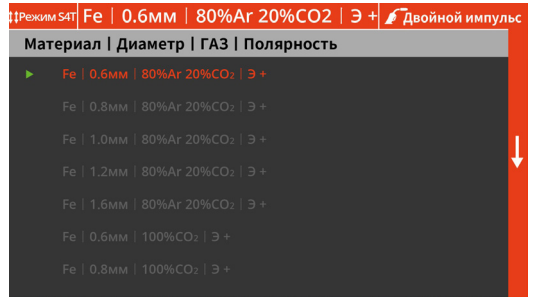 Режим S4T Fe | 0.6мм | 80%Ar 20%CO2 | Э + Двойной импульс
Материал | Диаметр | ГАЗ | Полярность
Fe | 0.6мм | 80%Ar 20%CO₂ | Э +
Fe | 0.8мм | 80%Ar 20%CO₂ | Э +
Fe | 1.0мм | 80%Ar 20%CO₂ | Э +
Fe | 1.2мм | 80%Ar 20%CO₂ | Э +
Fe | 1.6мм | 80%Ar 20%CO₂ | Э +
Fe | 0.6мм | 100%CO₂ | Э +
Fe | 0.8мм | 100%CO₂ | Э +